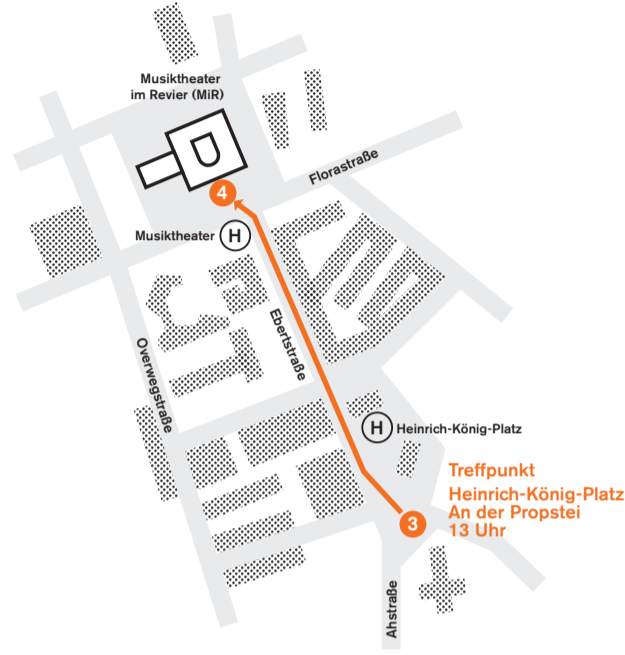 Musiktheater
im Revier (MiR)
Florastraße
4
Musiktheater H
Ebertstraße
Overwegstraße
H Heinrich-König-Platz
Treffpunkt
Heinrich-König-Platz
An der Propstei
13 Uhr
3
Ahstraße